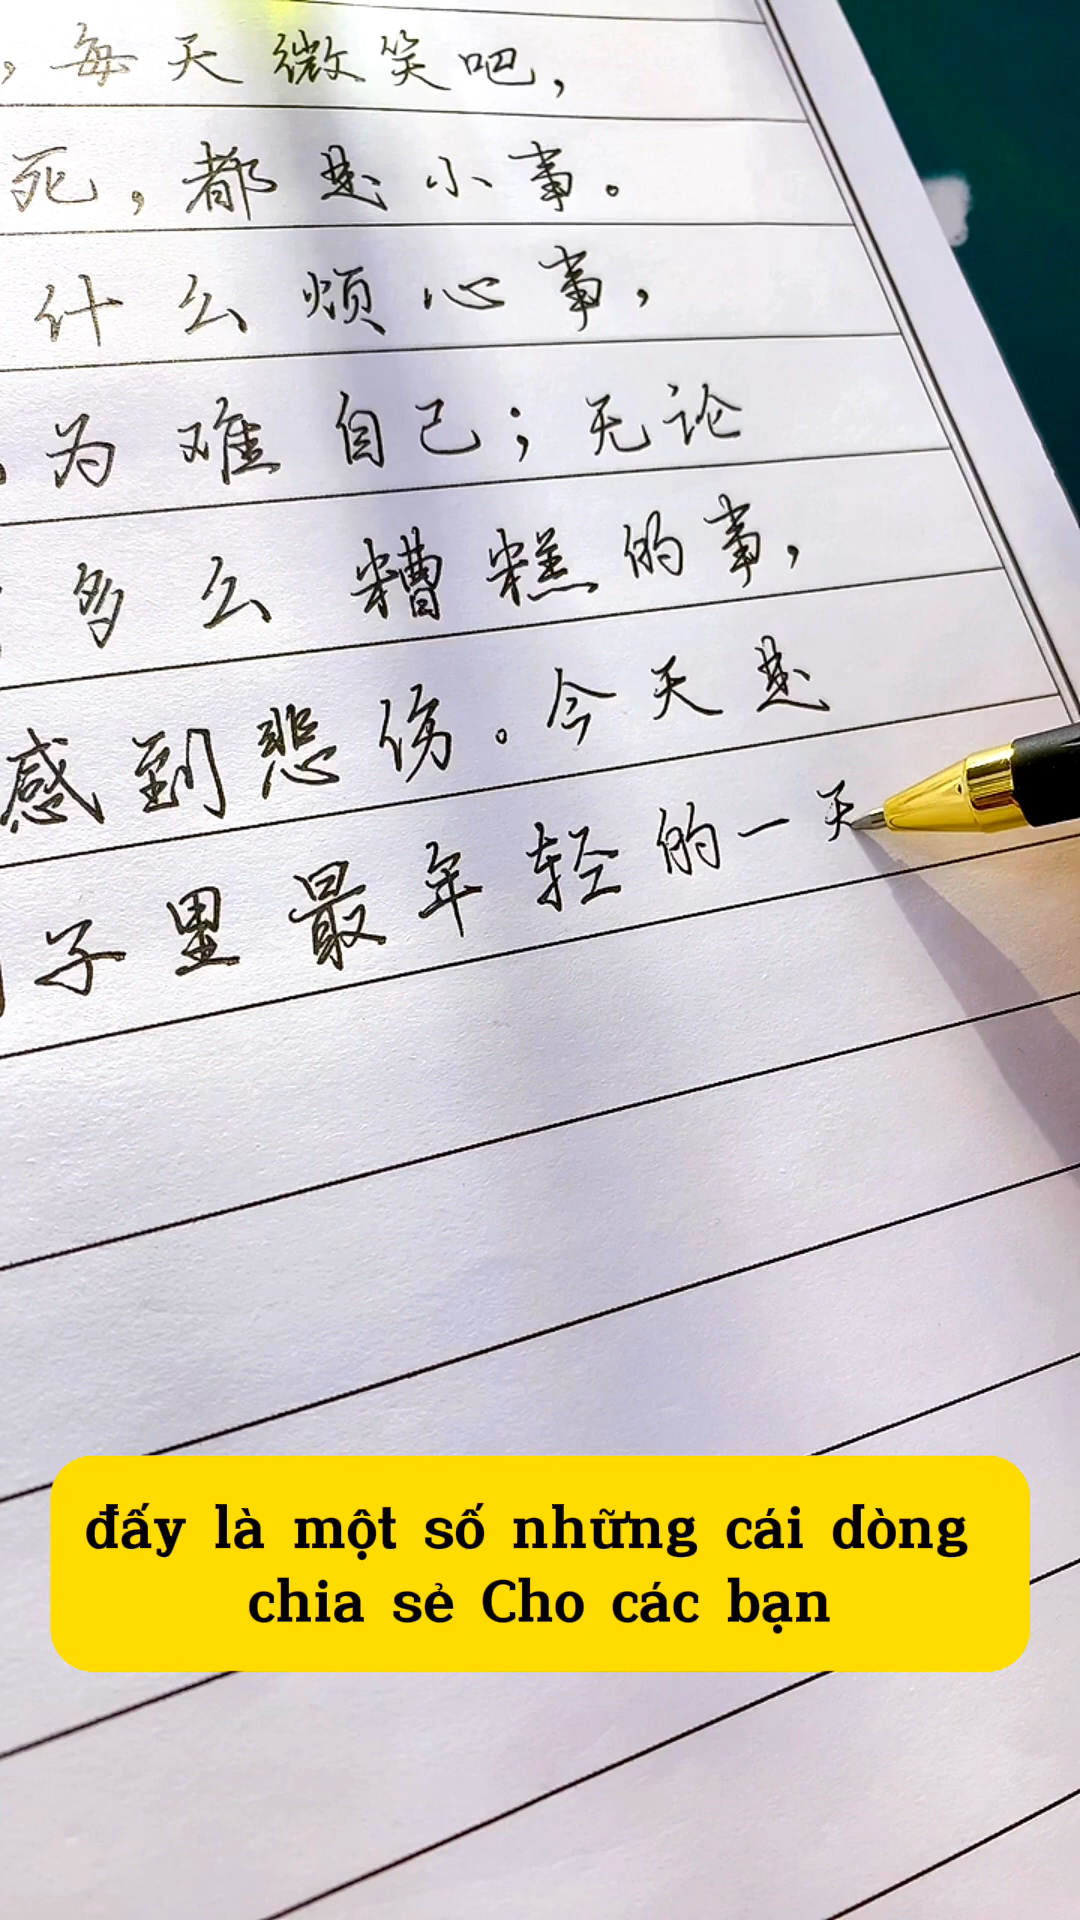 ，每天微笑吧，
死，都是小事。
什么烦心事，
为难自己；无论
多么糟糕的事，
感到悲伤。今天是
子里最年轻的一天
đấy là một số những cái dòng
chia sẻ Cho các bạn